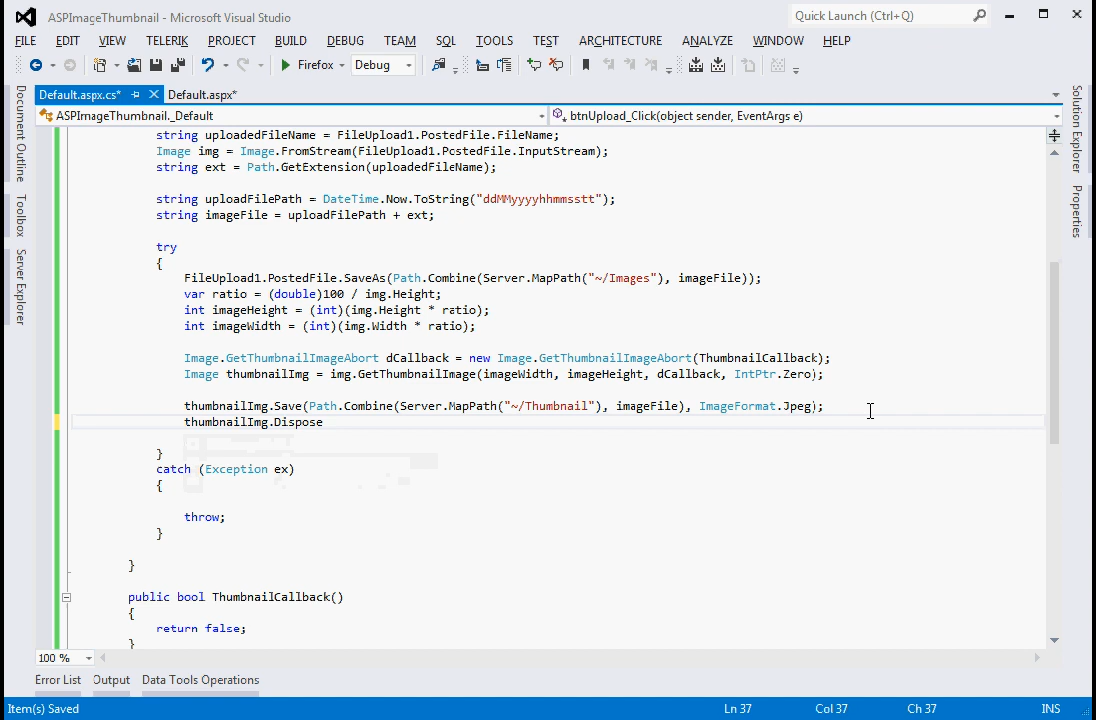 ASPImageThumbnail - Microsoft Visual Studio
Quick Launch (Ctrl+Q)
FILE EDIT VIEW TELERIK PROJECT BUILD DEBUG TEAM SQL TOOLS TEST ARCHITECTURE ANALYZE WINDOW HELP
Firefox Debug
Default.aspx.cs* Default.aspx*
ASPImageThumbnail._Default btnUpload_Click(object sender, EventArgs e)
Document Outline
Toolbox
Server Explorer
string uploadedFileName = FileUpload1.PostedFile.FileName;
Image img = Image.FromStream(FileUpload1.PostedFile.InputStream);
string ext = Path.GetExtension(uploadedFileName);
string uploadFilePath = DateTime.Now.ToString("ddMMyyyyhhmmsstt");
string imageFile = uploadFilePath + ext;
try
{
FileUpload1.PostedFile.SaveAs(Path.Combine(Server.MapPath("~/Images"), imageFile));
var ratio = (double)100 / img.Height;
int imageHeight = (int)(img.Height * ratio);
int imageWidth = (int)(img.Width * ratio);
Image.GetThumbnailImageAbort dCallback = new Image.GetThumbnailImageAbort(ThumbnailCallback);
Image thumbnailImg = img.GetThumbnailImage(imageWidth, imageHeight, dCallback, IntPtr.Zero);
thumbnailImg.Save(Path.Combine(Server.MapPath("~/Thumbnail"), imageFile), ImageFormat.Jpeg);
thumbnailImg.Dispose
}
catch (Exception ex)
{
throw;
}
}
public bool ThumbnailCallback()
{
return false;
}
Solution Explorer
Properties
100 %
Error List Output Data Tools Operations
Item(s) Saved Ln 37 Col 37 Ch 37 INS